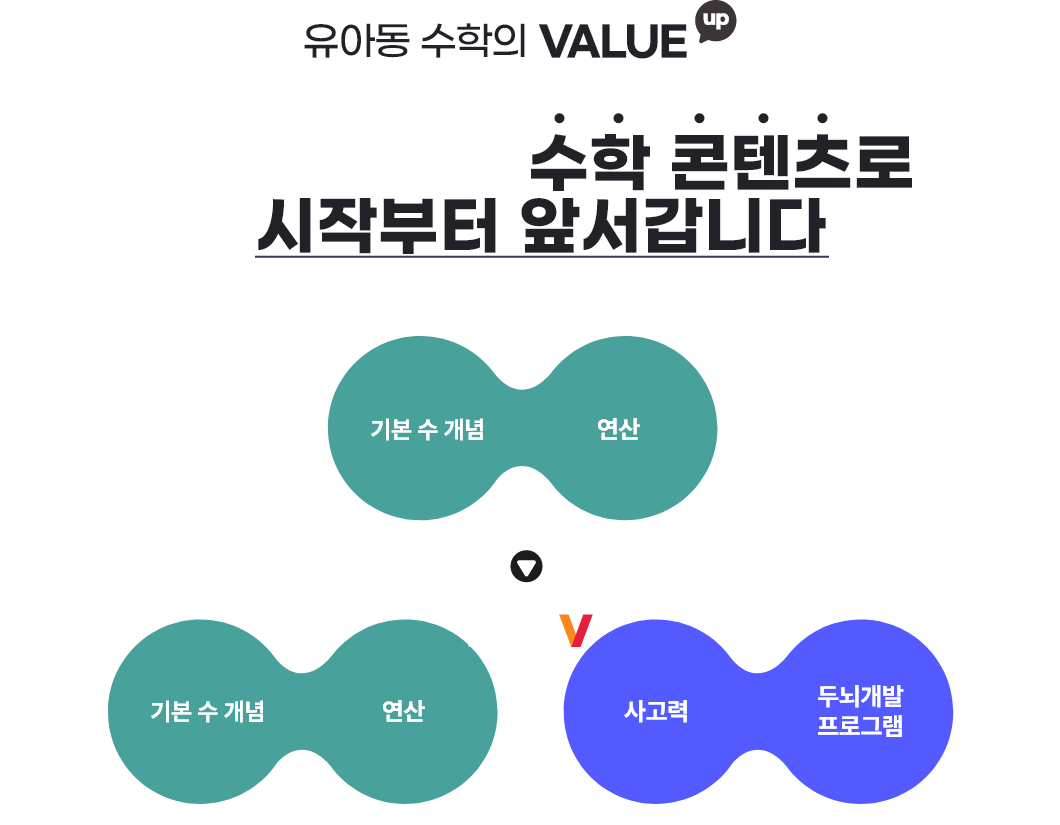 유아동 수학의 VALUE up
수학 콘텐츠로
시작부터 앞서갑니다
기본 수 개념
연산
기본 수 개념
연산
V
사고력
두뇌개발
프로그램